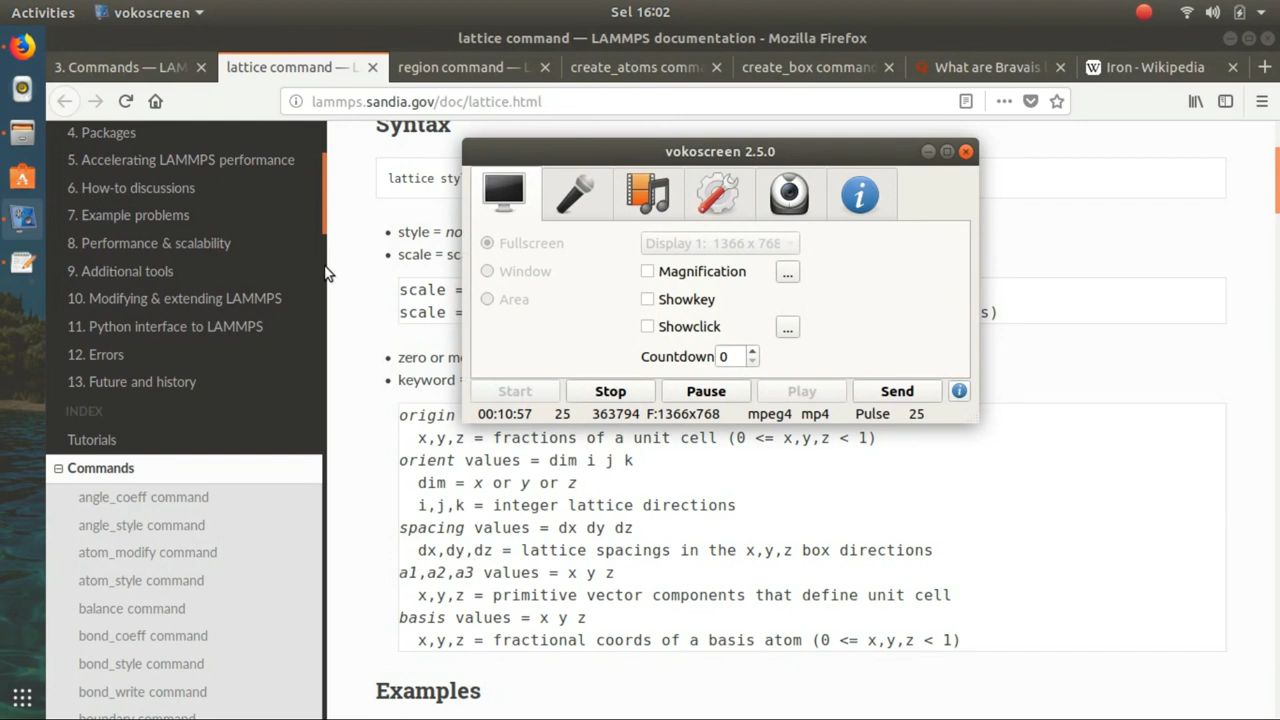 Activities
vokoscreen
Sel 16:02
lattice command — LAMMPS documentation - Mozilla Firefox
3. Commands — LAM
lattice command — L
region command — L
create_atoms comm
create_box command
What are Bravais L
Iron - Wikipedia
lammps.sandia.gov/doc/lattice.html
4. Packages
5. Accelerating LAMMPS performance
6. How-to discussions
7. Example problems
8. Performance & scalability
9. Additional tools
10. Modifying & extending LAMMPS
11. Python interface to LAMMPS
12. Errors
13. Future and history
INDEX
Tutorials
Commands
angle_coeff command
angle_style command
atom_modify command
atom_style command
balance command
bond_coeff command
bond_style command
bond_write command
boundary command
Syntax
lattice sty
• style = no
• scale = sc
scale =
scale = s)
• zero or mo
• keyword =
origin
x,y,z = fractions of a unit cell (0 <= x,y,z < 1)
orient values = dim i j k
dim = x or y or z
i,j,k = integer lattice directions
spacing values = dx dy dz
dx,dy,dz = lattice spacings in the x,y,z box directions
a1,a2,a3 values = x y z
x,y,z = primitive vector components that define unit cell
basis values = x y z
x,y,z = fractional coords of a basis atom (0 <= x,y,z < 1)
Examples
vokoscreen 2.5.0
Fullscreen
Window
Area
Display 1: 1366 x 768
Magnification
...
Showkey
Showclick
...
Countdown 0
Start
Stop
Pause
Play
Send
00:10:57 25 363794 F:1366x768 mpeg4 mp4 Pulse 25